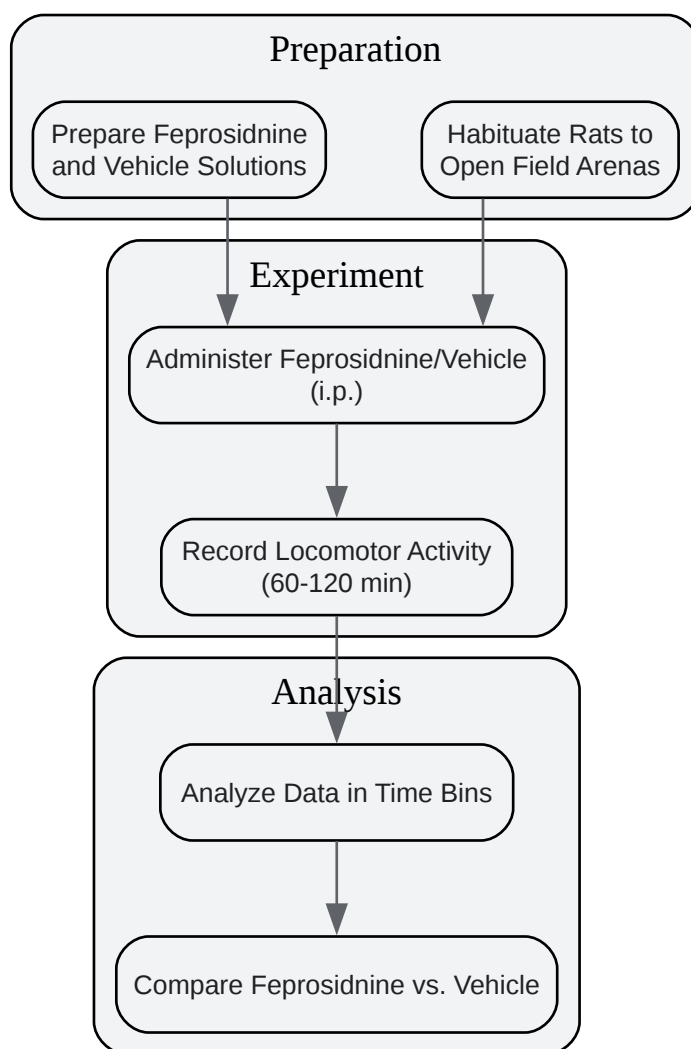 Preparation
Prepare Feprosidnine
and Vehicle Solutions
Habituate Rats to
Open Field Arenas
Experiment
Administer Feprosidnine/Vehicle
(i.p.)
Record Locomotor Activity
(60-120 min)
Analysis
Analyze Data in Time Bins
Compare Feprosidnine vs. Vehicle